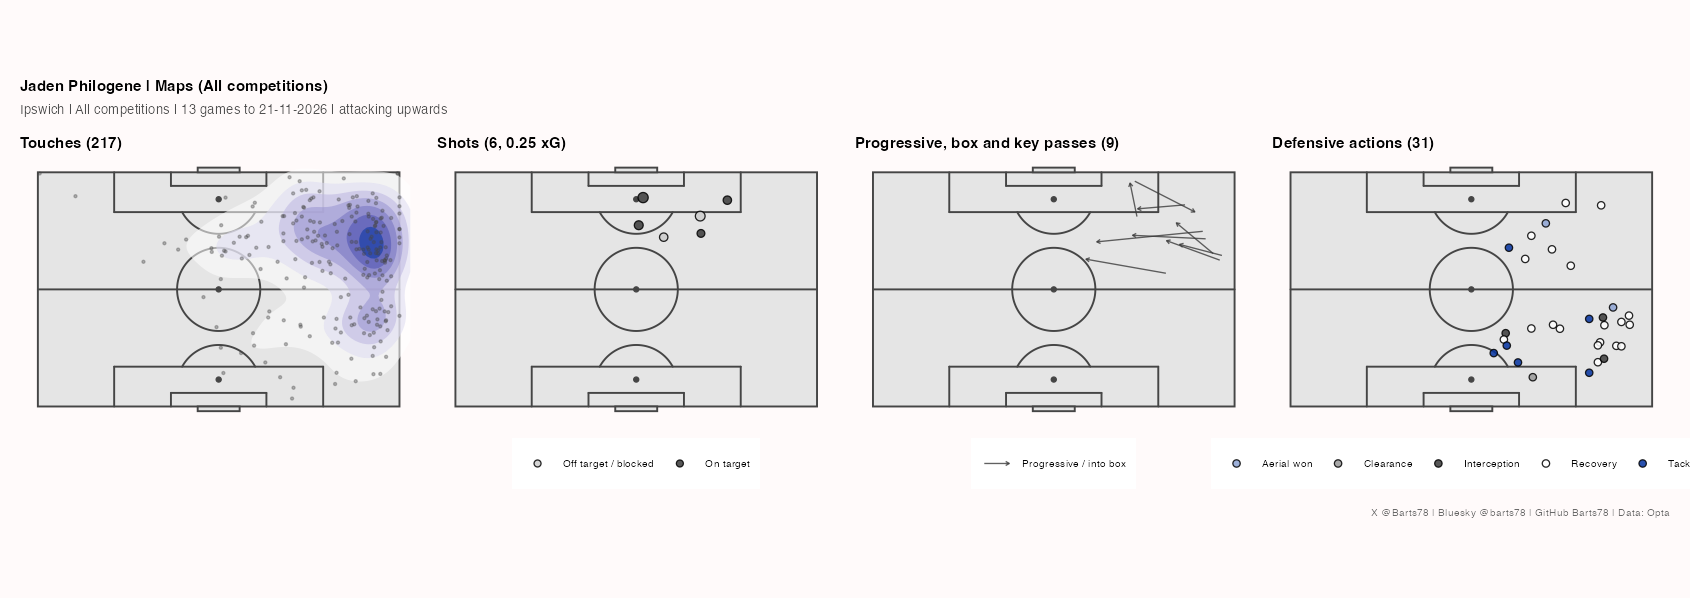 Jaden Philogene | Maps (All competitions)
Ipswich | All competitions | 13 games to 21-11-2026 | attacking upwards
Touches (217)
Shots (6, 0.25 xG)
Progressive, box and key passes (9)
Defensive actions (31)
Off target / blocked
On target
Progressive / into box
Aerial won
Clearance
Interception
Recovery
Tack
X @Barts78 | Bluesky @barts78 | GitHub Barts78 | Data: Opta